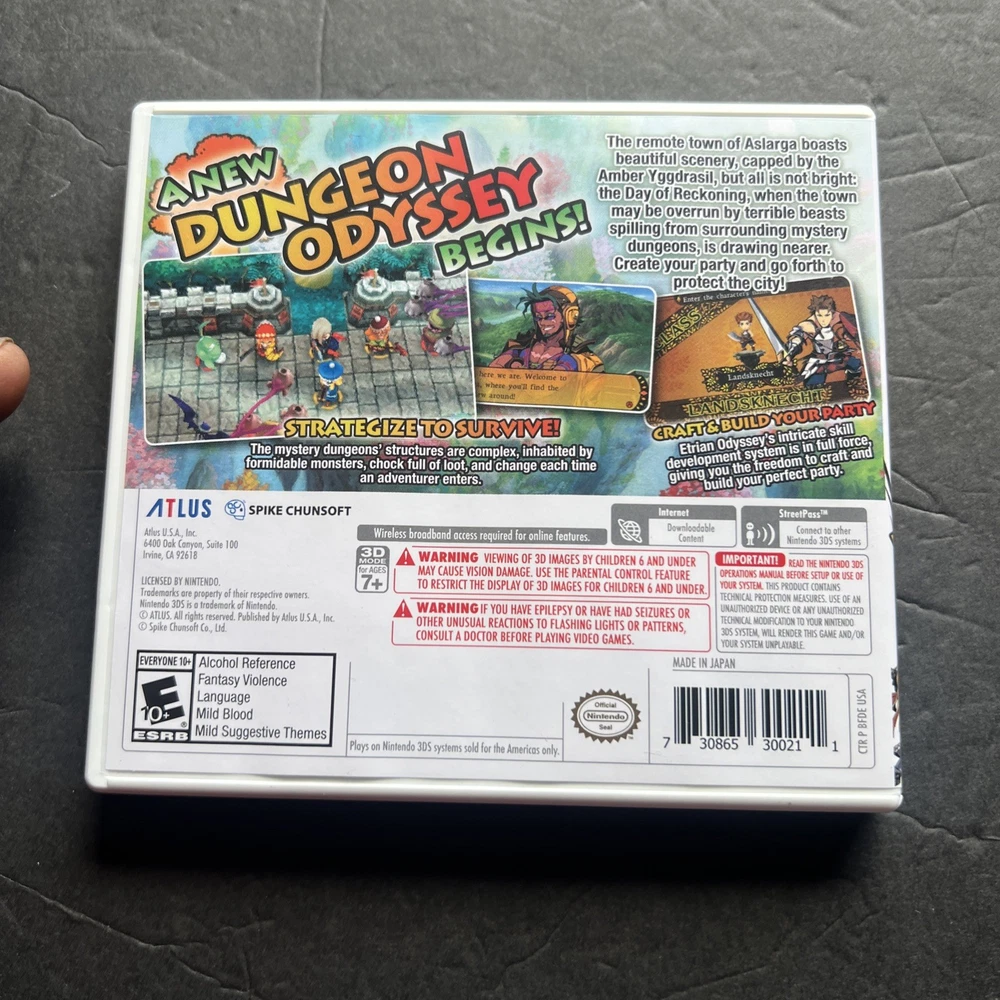 A NEW
DUNGEON
ODYSSEY
BEGINS!
The remote town of Aslarga boasts
beautiful scenery, capped by the
Amber Yggdrasil, but all is not bright:
the Day of Reckoning, when the town
may be overrun by terrible beasts
spilling from surrounding mystery
dungeons, is drawing nearer.
Create your party and go forth to
protect the city!
here we are. Welcome to
, where you'll find the
w around!
Enter the character's name
CLASS
Landsknecht
LANDSKNECHT
STRATEGIZE TO SURVIVE!
The mystery dungeons' structures are complex, inhabited by
formidable monsters, chock full of loot, and change each time
an adventurer enters.
CRAFT & BUILD YOUR PARTY
Etrian Odyssey's intricate skill
development system is in full force,
giving you the freedom to craft and
build your perfect party.
ATLUS SPIKE CHUNSOFT
Atlus U.S.A., Inc.
6400 Oak Canyon, Suite 100
Irvine, CA 92618
LICENSED BY NINTENDO.
Trademarks are property of their respective owners.
Nintendo 3DS is a trademark of Nintendo.
© ATLUS. All rights reserved. Published by Atlus U.S.A., Inc.
© Spike Chunsoft Co., Ltd.
Wireless broadband access required for online features.
Internet
Downloadable
Content
StreetPass™
Connect to other
Nintendo 3DS systems
3D
MODE
for AGES
7+
WARNING VIEWING OF 3D IMAGES BY CHILDREN 6 AND UNDER
MAY CAUSE VISION DAMAGE. USE THE PARENTAL CONTROL FEATURE
TO RESTRICT THE DISPLAY OF 3D IMAGES FOR CHILDREN 6 AND UNDER.
WARNING IF YOU HAVE EPILEPSY OR HAVE HAD SEIZURES OR
OTHER UNUSUAL REACTIONS TO FLASHING LIGHTS OR PATTERNS,
CONSULT A DOCTOR BEFORE PLAYING VIDEO GAMES.
IMPORTANT! READ THE NINTENDO 3DS
OPERATIONS MANUAL BEFORE SETUP OR USE OF
YOUR SYSTEM. THIS PRODUCT CONTAINS
TECHNICAL PROTECTION MEASURES. USE OF AN
UNAUTHORIZED DEVICE OR ANY UNAUTHORIZED
TECHNICAL MODIFICATION TO YOUR NINTENDO
3DS SYSTEM, WILL RENDER THIS GAME AND/OR
YOUR SYSTEM UNPLAYABLE.
EVERYONE 10+
E
10+
ESRB
®
Alcohol Reference
Fantasy Violence
Language
Mild Blood
Mild Suggestive Themes
Plays on Nintendo 3DS systems sold for the Americas only.
Official
Nintendo
Seal
MADE IN JAPAN
7 30865 30021 1
CTR P BFDE USA